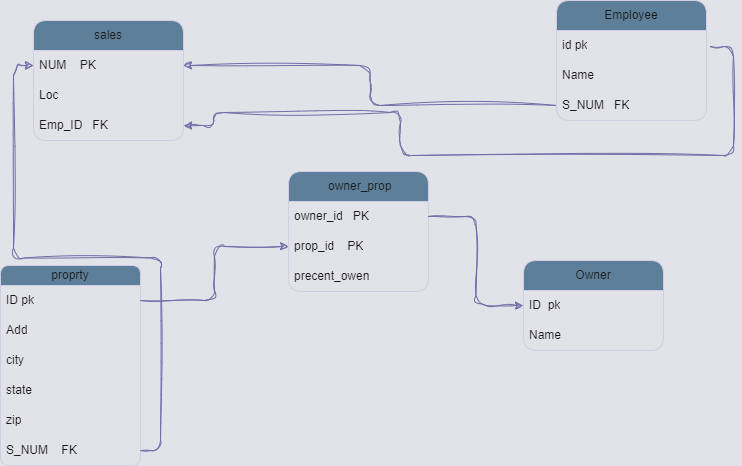 sales
NUM PK
Loc
Emp_ID FK
Employee
id pk
Name
S_NUM FK
owner_prop
owner_id PK
prop_id PK
precent_owen
Owner
ID pk
Name
proprty
ID pk
Add
city
state
zip
S_NUM FK